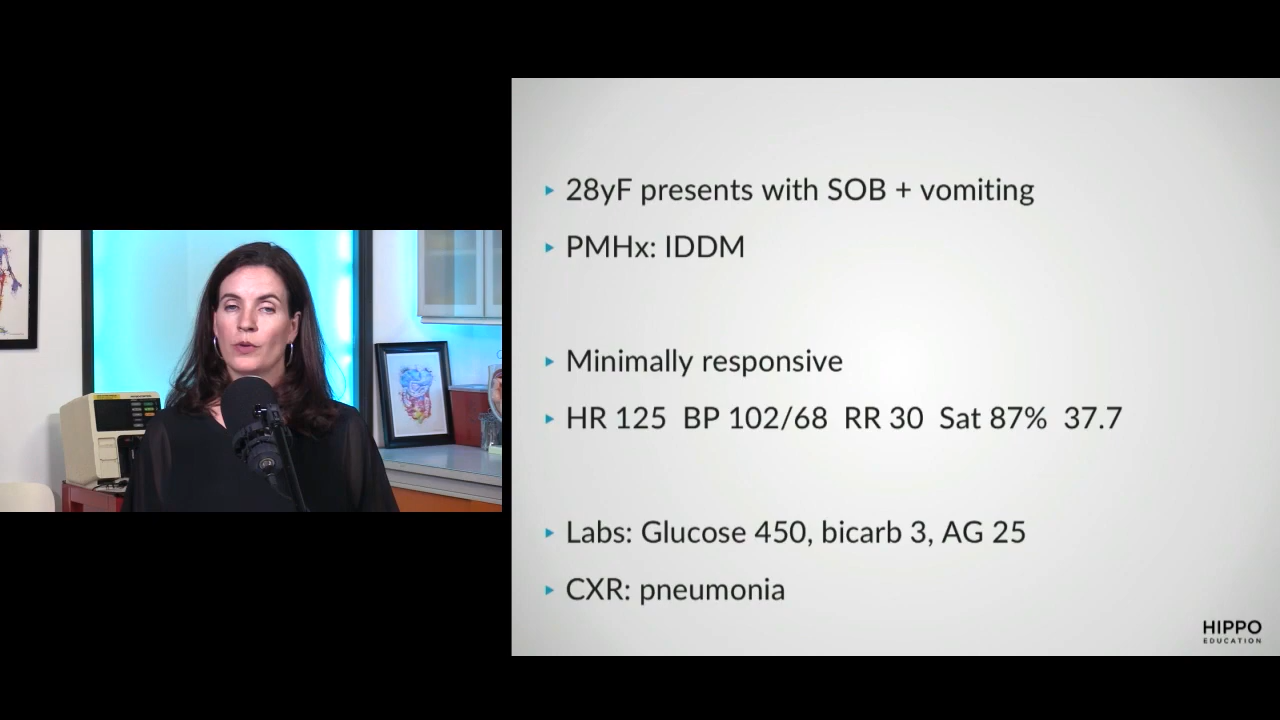 28yF presents with SOB + vomiting
PMHx: IDDM
Minimally responsive
HR 125 BP 102/68 RR 30 Sat 87% 37.7
Labs: Glucose 450, bicarb 3, AG 25
CXR: pneumonia
HIPPO
EDUCATION